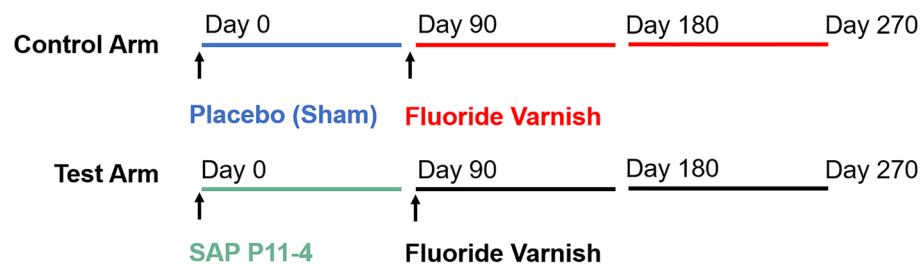 Control Arm Day 0 Day 90 Day 180 Day 270
Placebo (Sham) Fluoride Varnish
Test Arm Day 0 Day 90 Day 180 Day 270
SAP P11-4 Fluoride Varnish